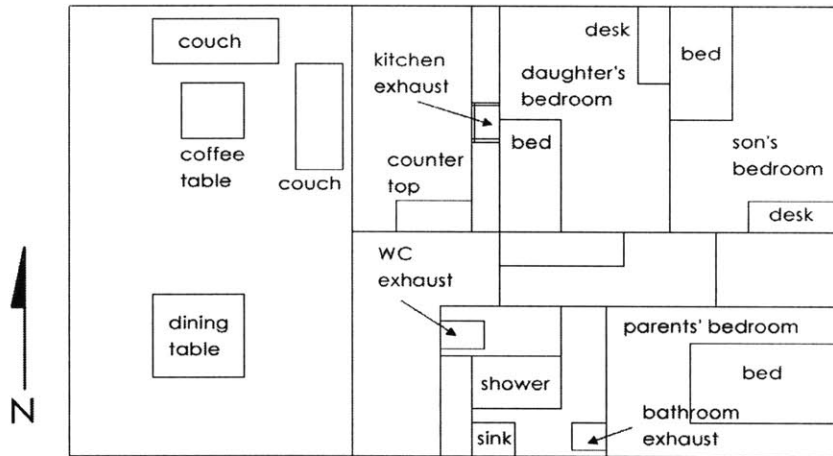 couch
coffee
table
couch
kitchen
exhaust
counter
top
desk
daughter's
bedroom
bed
bed
son's
bedroom
desk
WC
exhaust
N
dining
table
shower
sink
parents' bedroom
bed
bathroom
exhaust